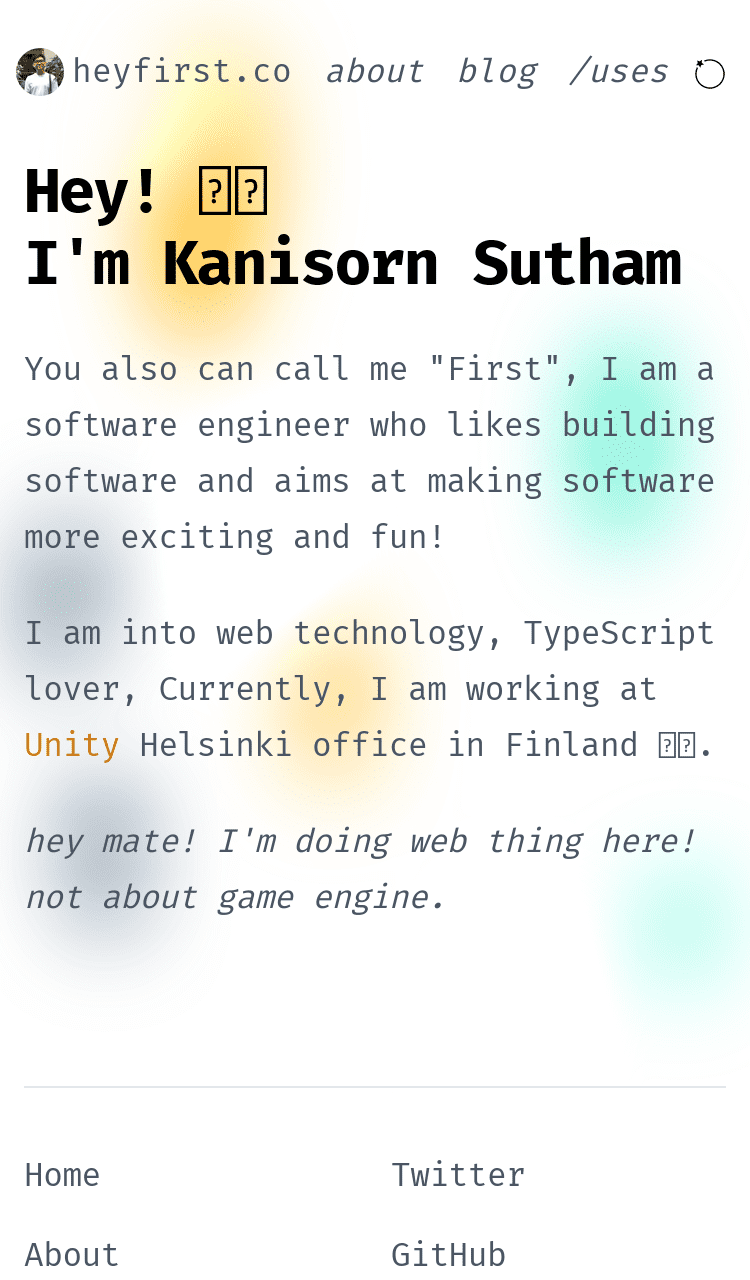 heyfirst.co about blog /uses
Hey!
I'm Kanisorn Sutham
You also can call me "First", I am a
software engineer who likes building
software and aims at making software
more exciting and fun!
I am into web technology, TypeScript
lover, Currently, I am working at
Unity Helsinki office in Finland .
hey mate! I'm doing web thing here!
not about game engine.
Home Twitter
About GitHub